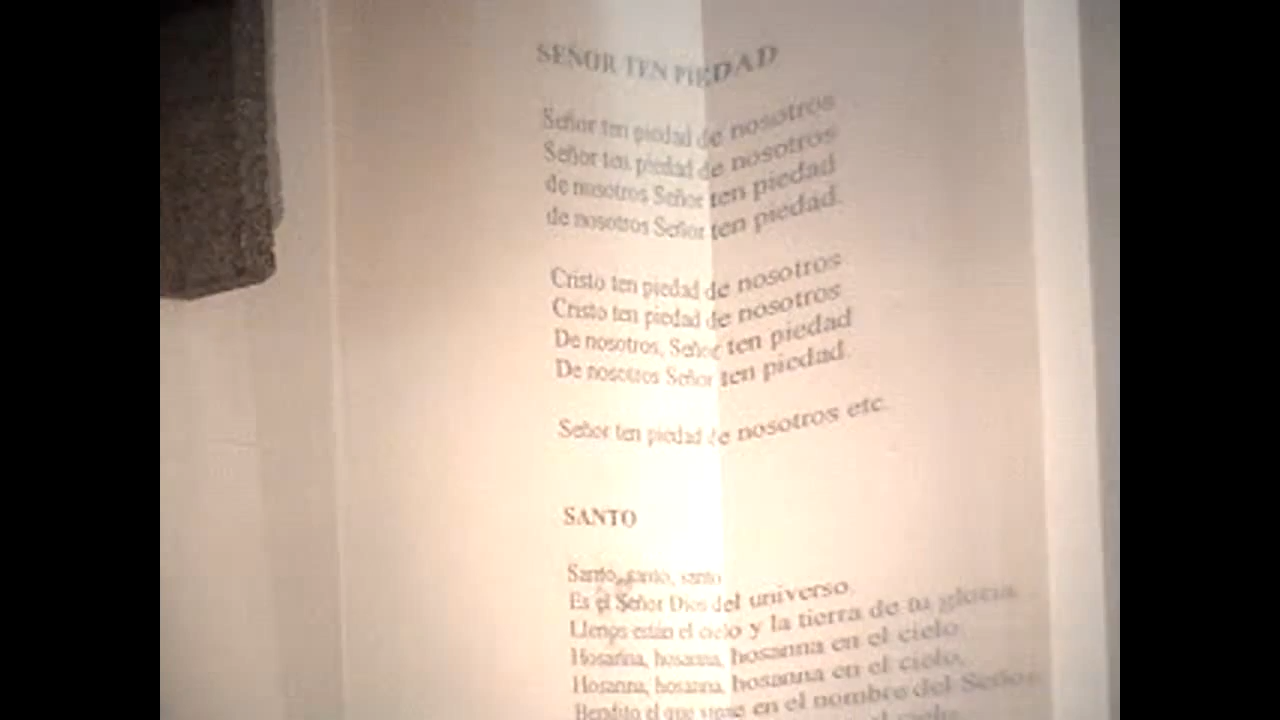 SEÑOR TEN PIEDAD
Señor ten piedad de nosotros
Señor ten piedad de nosotros
de nosotros Señor ten piedad
de nosotros Señor ten piedad.
Cristo ten piedad de nosotros
Cristo ten piedad de nosotros
De nosotros, Señor ten piedad
De nosotros Señor ten piedad.
Señor ten piedad de nosotros etc.
SANTO
Santo, santo, santo
Es el Señor Dios del universo.
Llenos están el cielo y la tierra de tu gloria.
Hosanna, hosanna, hosanna en el cielo
Hosanna, hosanna, hosanna en el cielo.
Bendito el que viene en el nombre del Señor
el cielo